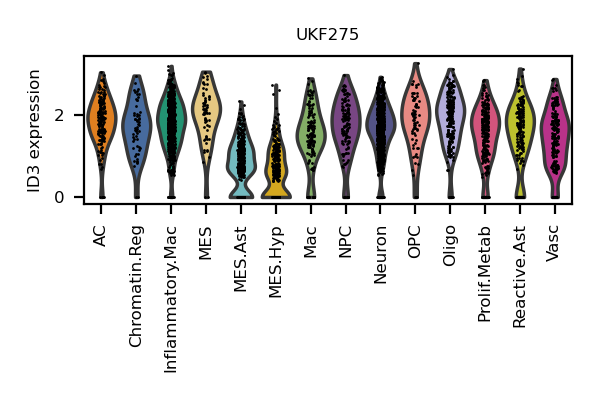 UKF275
ID3 expression
2
0
AC
Chromatin.Reg
Inflammatory.Mac
MES
MES.Ast
MES.Hyp
Mac
NPC
Neuron
OPC
Oligo
Prolif.Metab
Reactive.Ast
Vasc